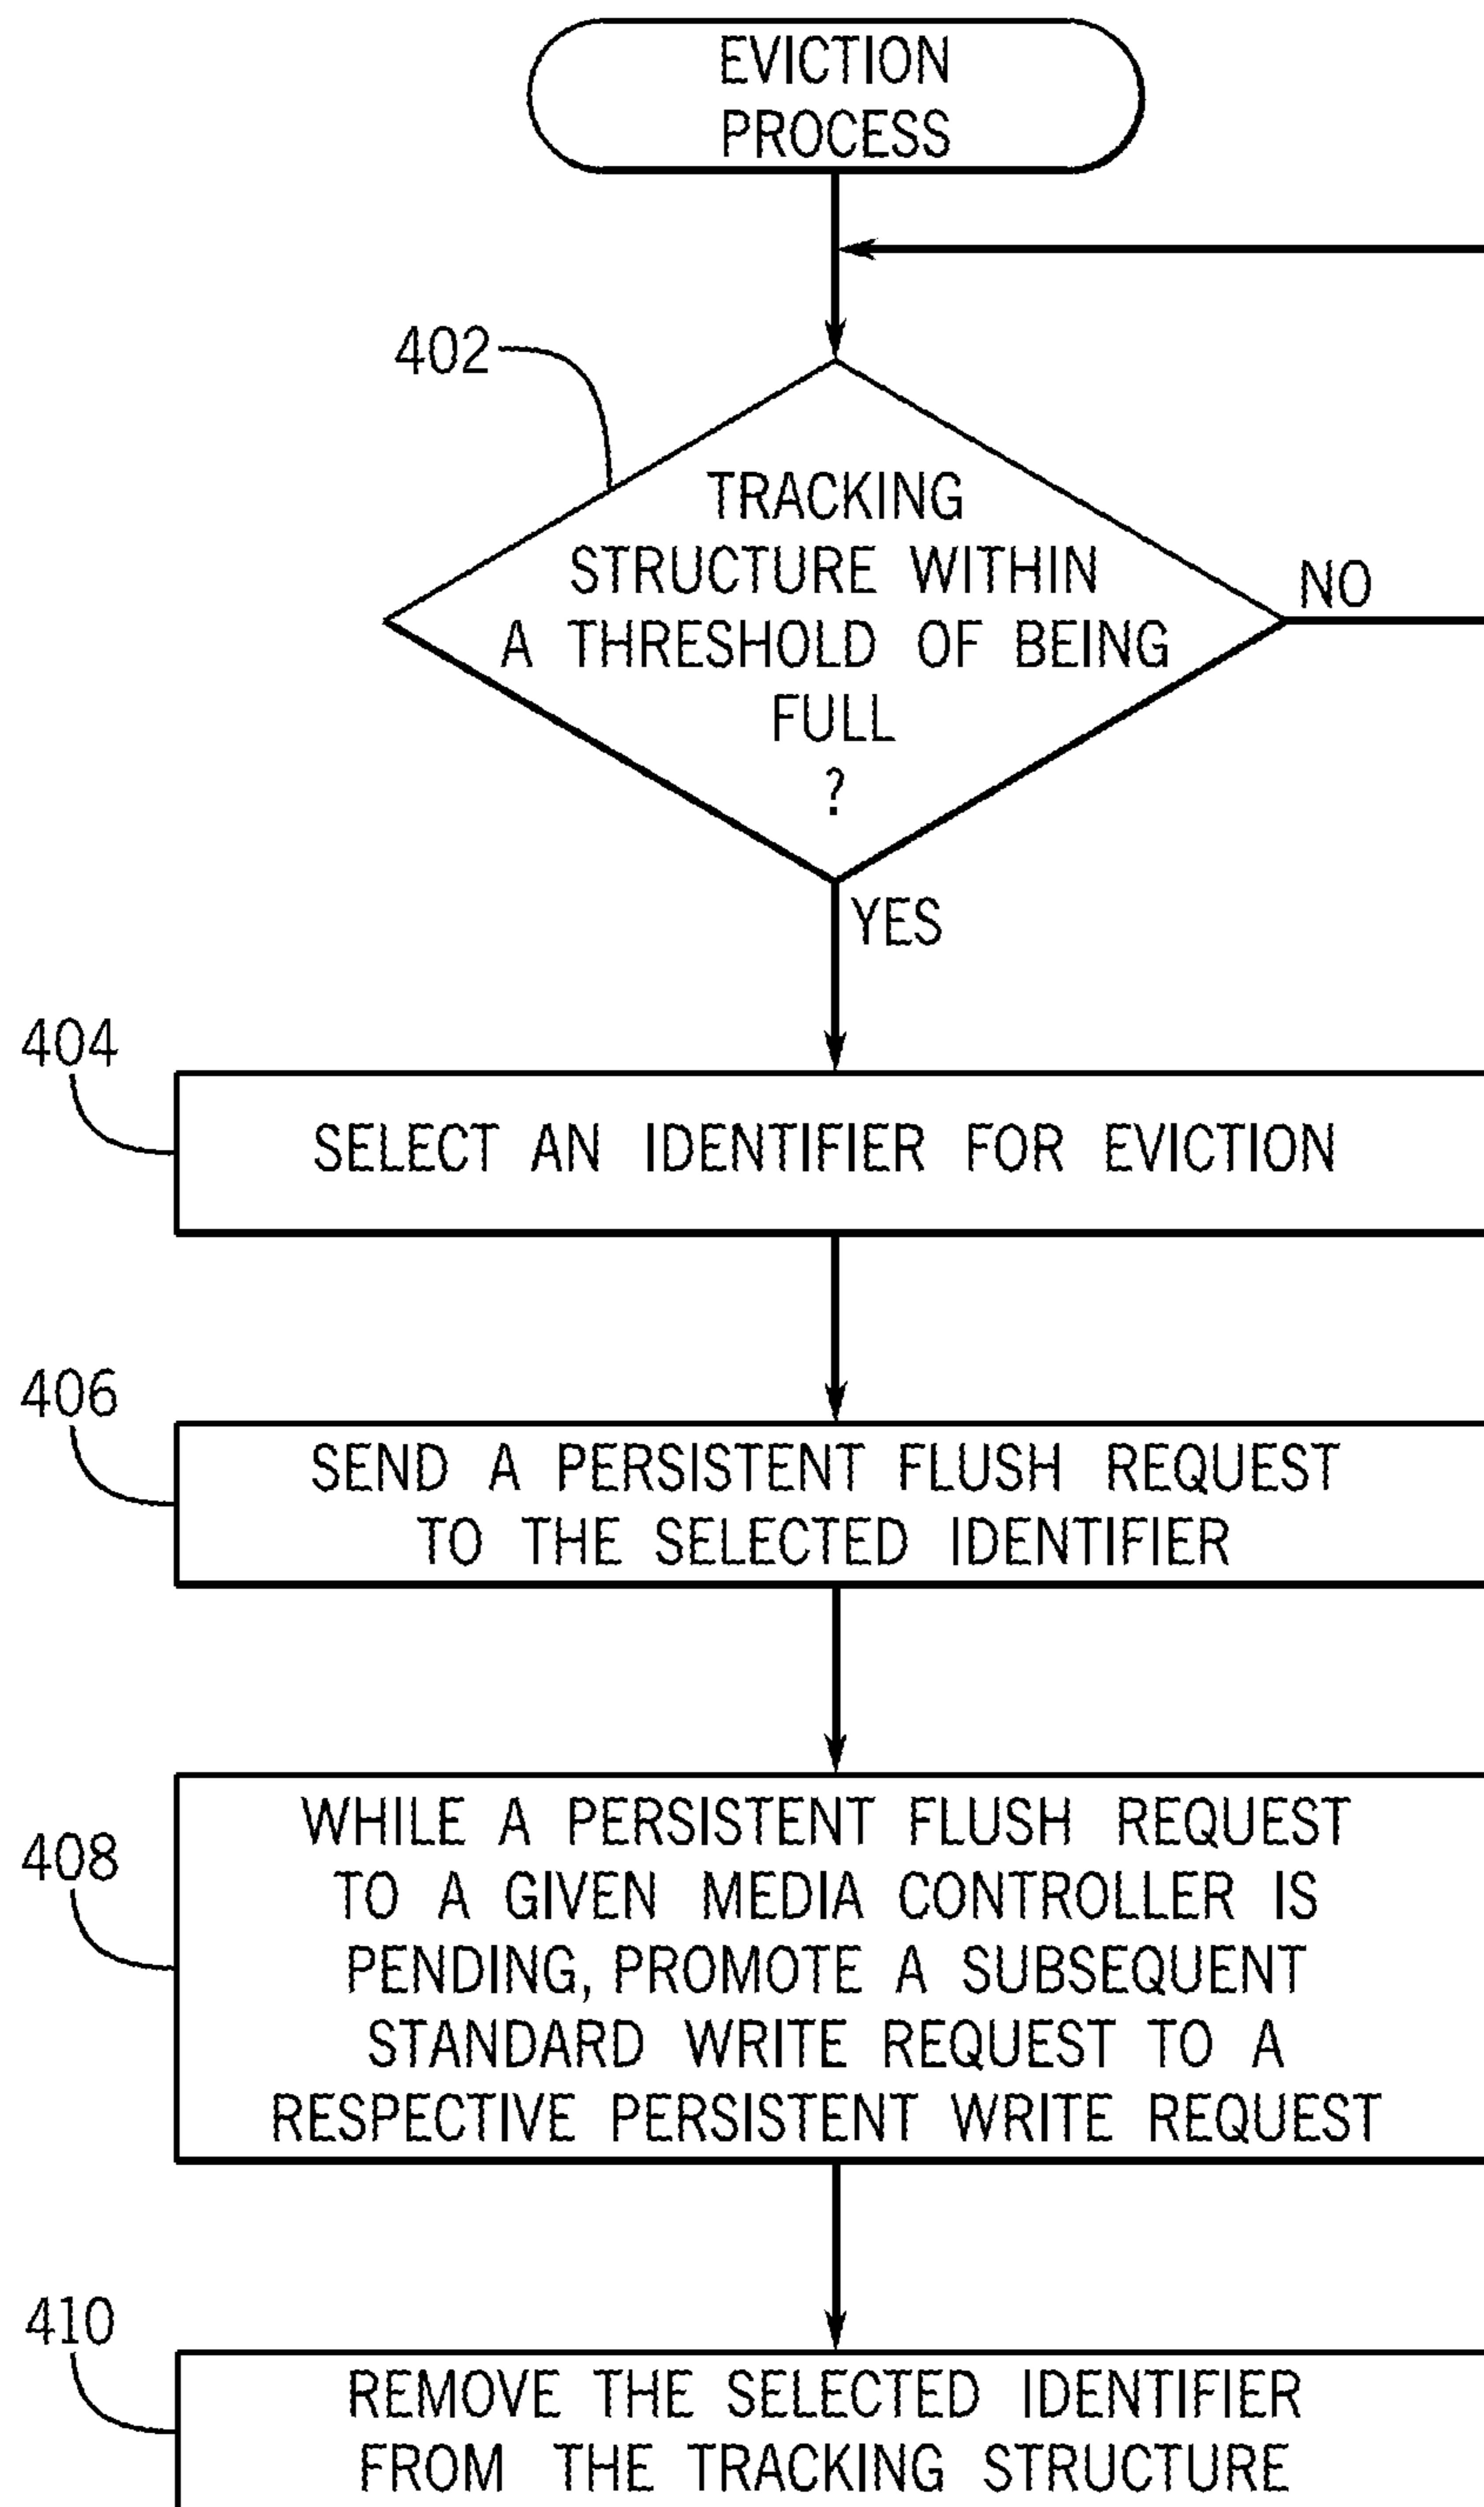 EVICTION
PROCESS
402
TRACKING
STRUCTURE WITHIN
A THRESHOLD OF BEING
FULL
?
NO
YES
404
SELECT AN IDENTIFIER FOR EVICTION
406
SEND A PERSISTENT FLUSH REQUEST
TO THE SELECTED IDENTIFIER
408
WHILE A PERSISTENT FLUSH REQUEST
TO A GIVEN MEDIA CONTROLLER IS
PENDING, PROMOTE A SUBSEQUENT
STANDARD WRITE REQUEST TO A
RESPECTIVE PERSISTENT WRITE REQUEST
410
REMOVE THE SELECTED IDENTIFIER
FROM THE TRACKING STRUCTURE